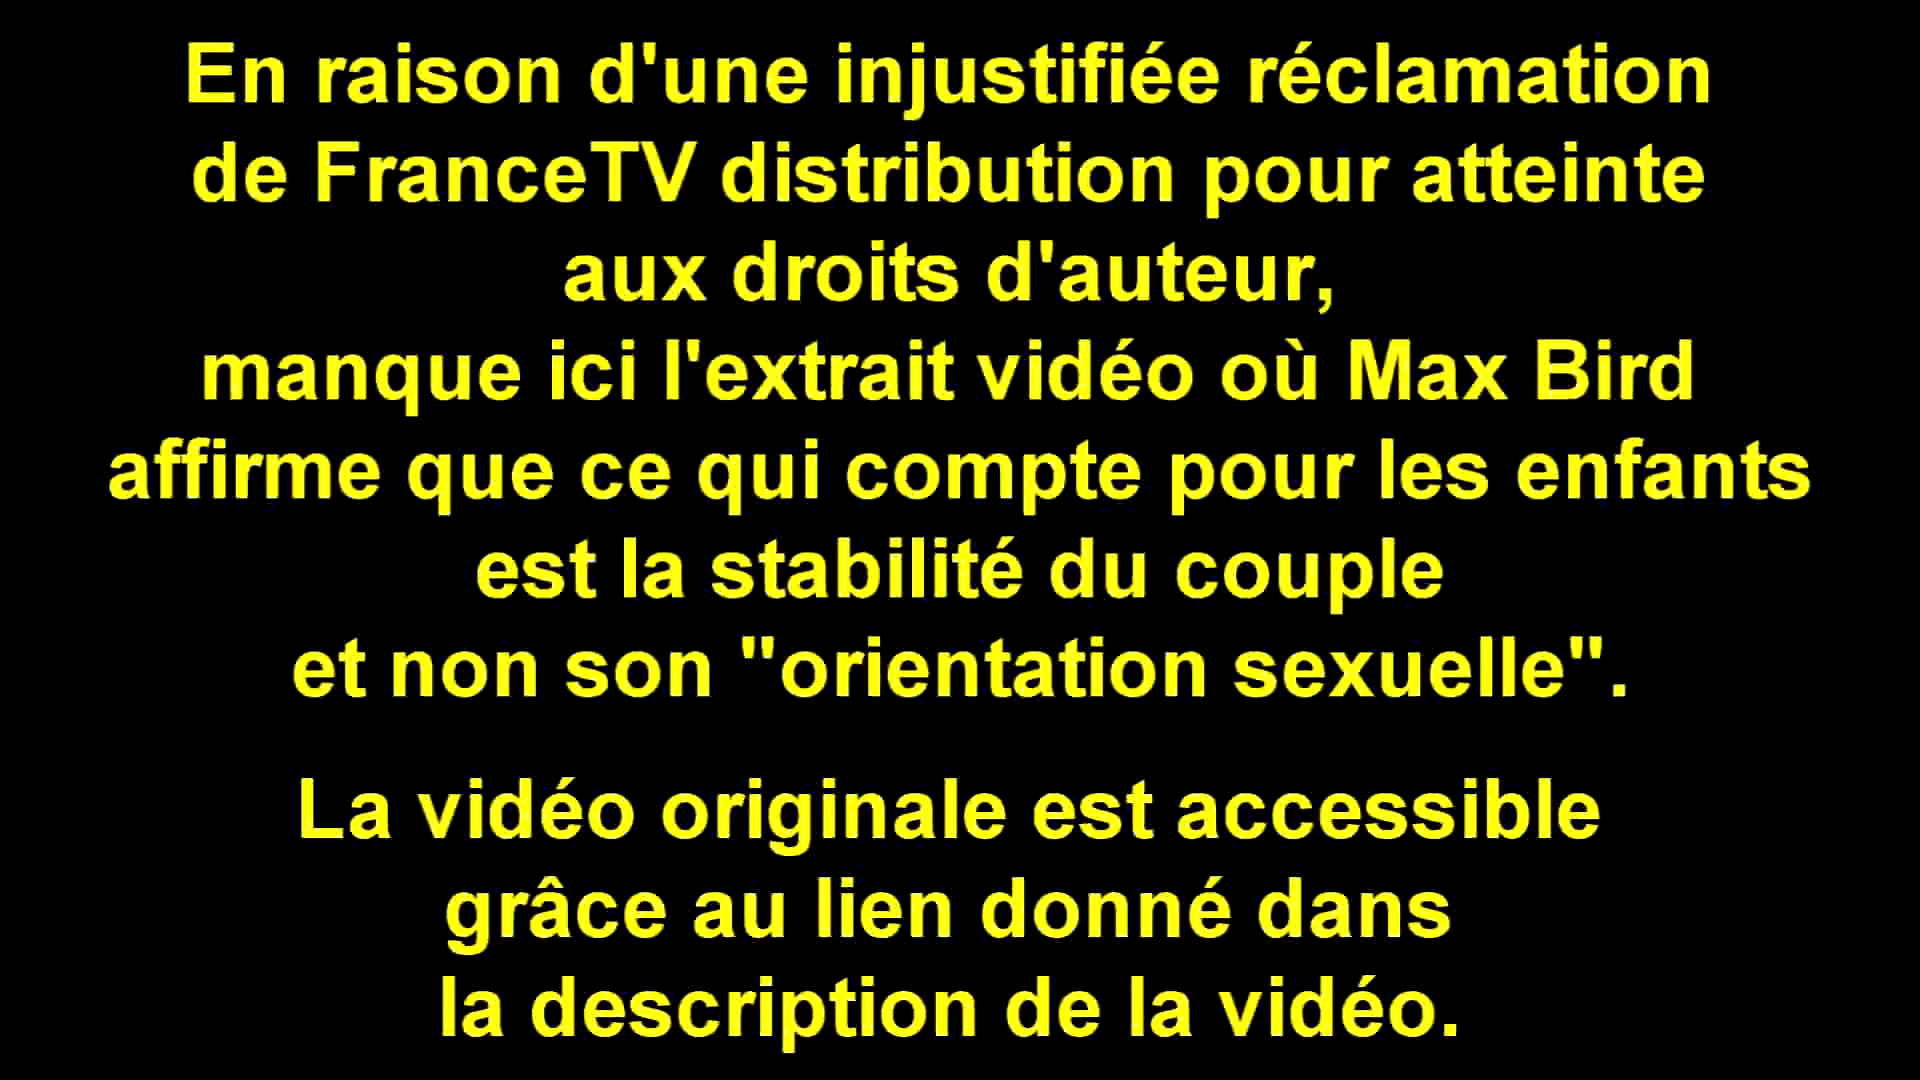 En raison d'une injustifiée réclamation
de FranceTV distribution pour atteinte
aux droits d'auteur,
manque ici l'extrait vidéo où Max Bird
affirme que ce qui compte pour les enfants
est la stabilité du couple
et non son "orientation sexuelle".
La vidéo originale est accessible
grâce au lien donné dans
la description de la vidéo.